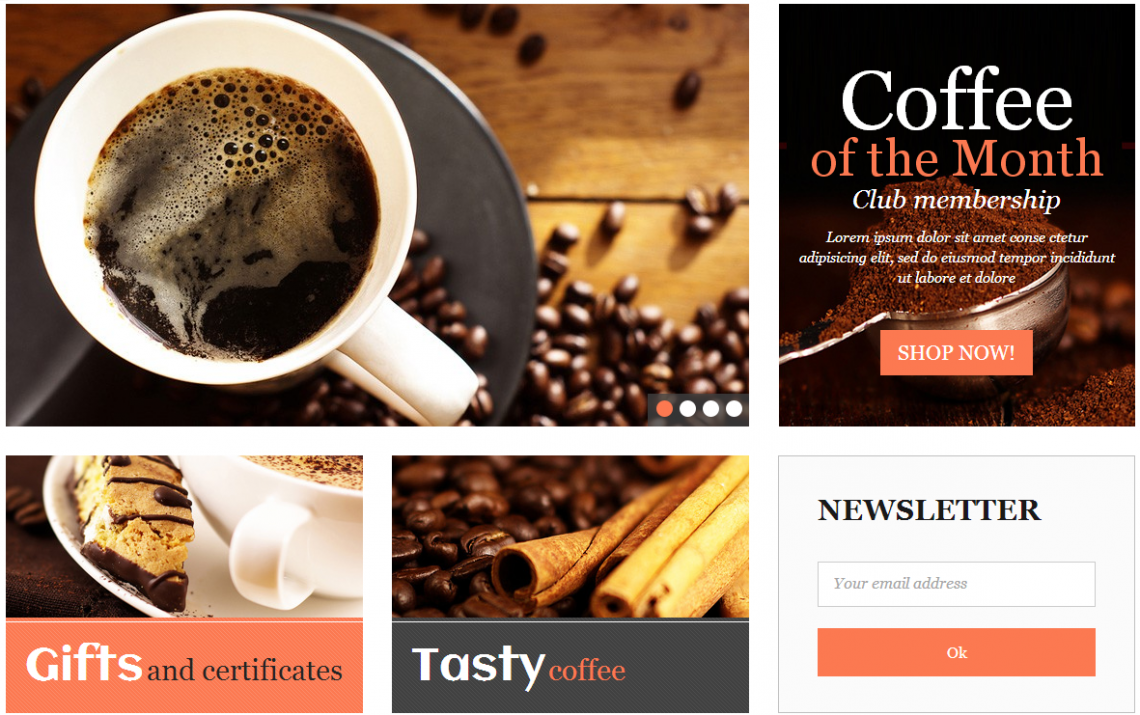 Coffee
of the Month
Club membership
Lorem ipsum dolor sit amet conse ctetur
adipisicing elit, sed do eiusmod tempor incididunt
ut labore et dolore
SHOP NOW!
Gifts and certificates
Tasty coffee
NEWSLETTER
Your email address
Ok